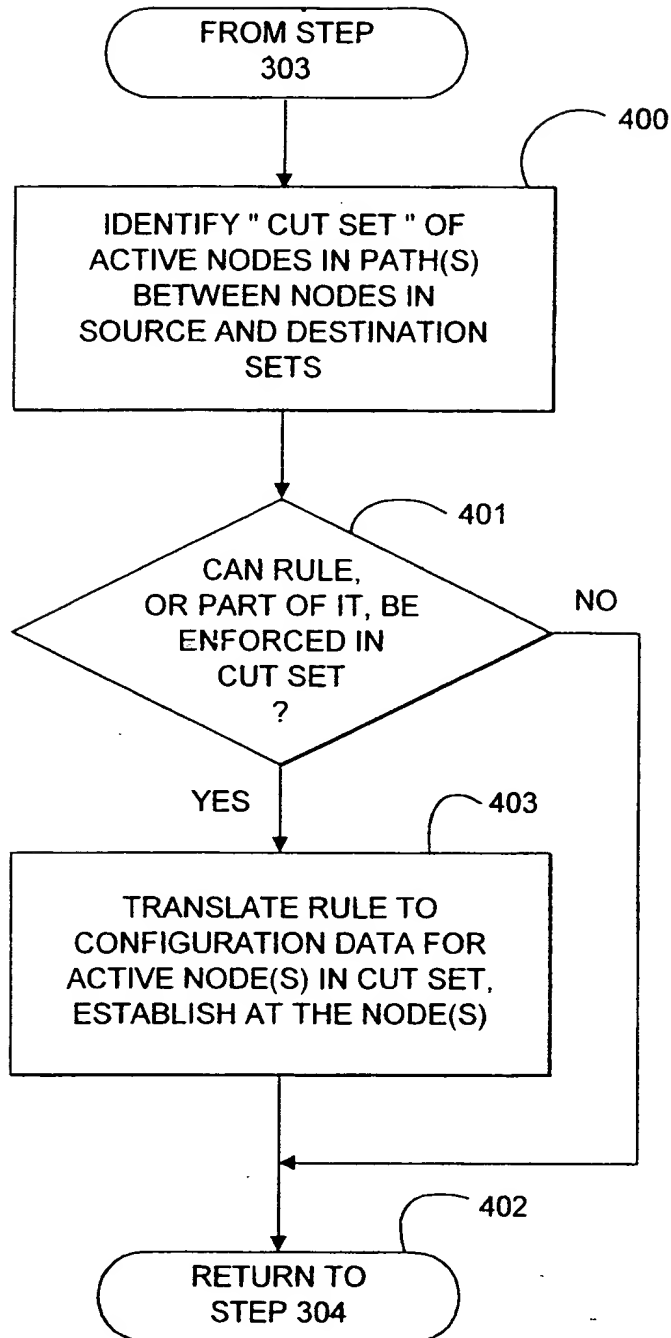 FROM STEP
303
400
IDENTIFY " CUT SET " OF
ACTIVE NODES IN PATH(S)
BETWEEN NODES IN
SOURCE AND DESTINATION
SETS
401
CAN RULE,
OR PART OF IT, BE
ENFORCED IN
CUT SET
?
NO
YES
403
TRANSLATE RULE TO
CONFIGURATION DATA FOR
ACTIVE NODE(S) IN CUT SET,
ESTABLISH AT THE NODE(S)
402
RETURN TO
STEP 304